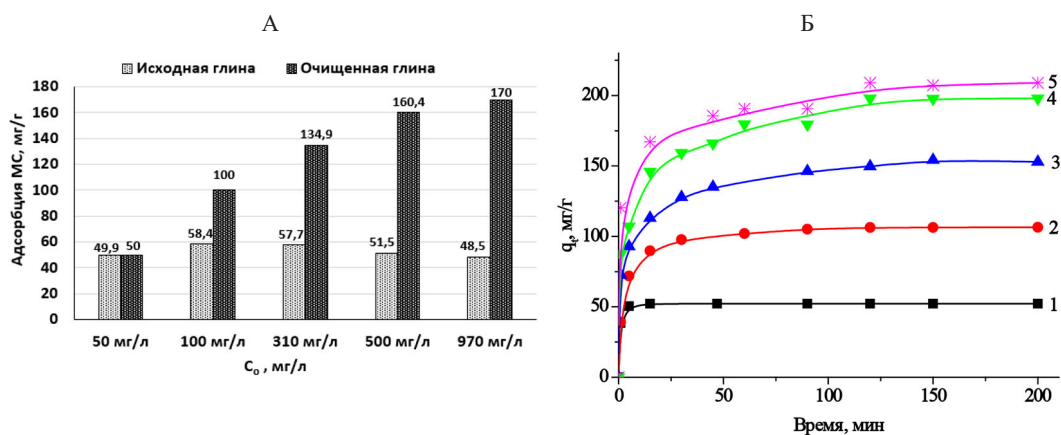 А
Исходная глина Очищенная глина
Адсорбция МС, мг/г
180
160
140
120
100
80
60
40
20
0
49,9 50
58,4 100
57,7 134,9
51,5 160,4
48,5 170
50 мг/л 100 мг/л 310 мг/л 500 мг/л 970 мг/л
Cо , мг/л
Б
qt, мг/г
200
150
100
50
0
5
4
3
2
1
0 50 100 150 200
Время, мин